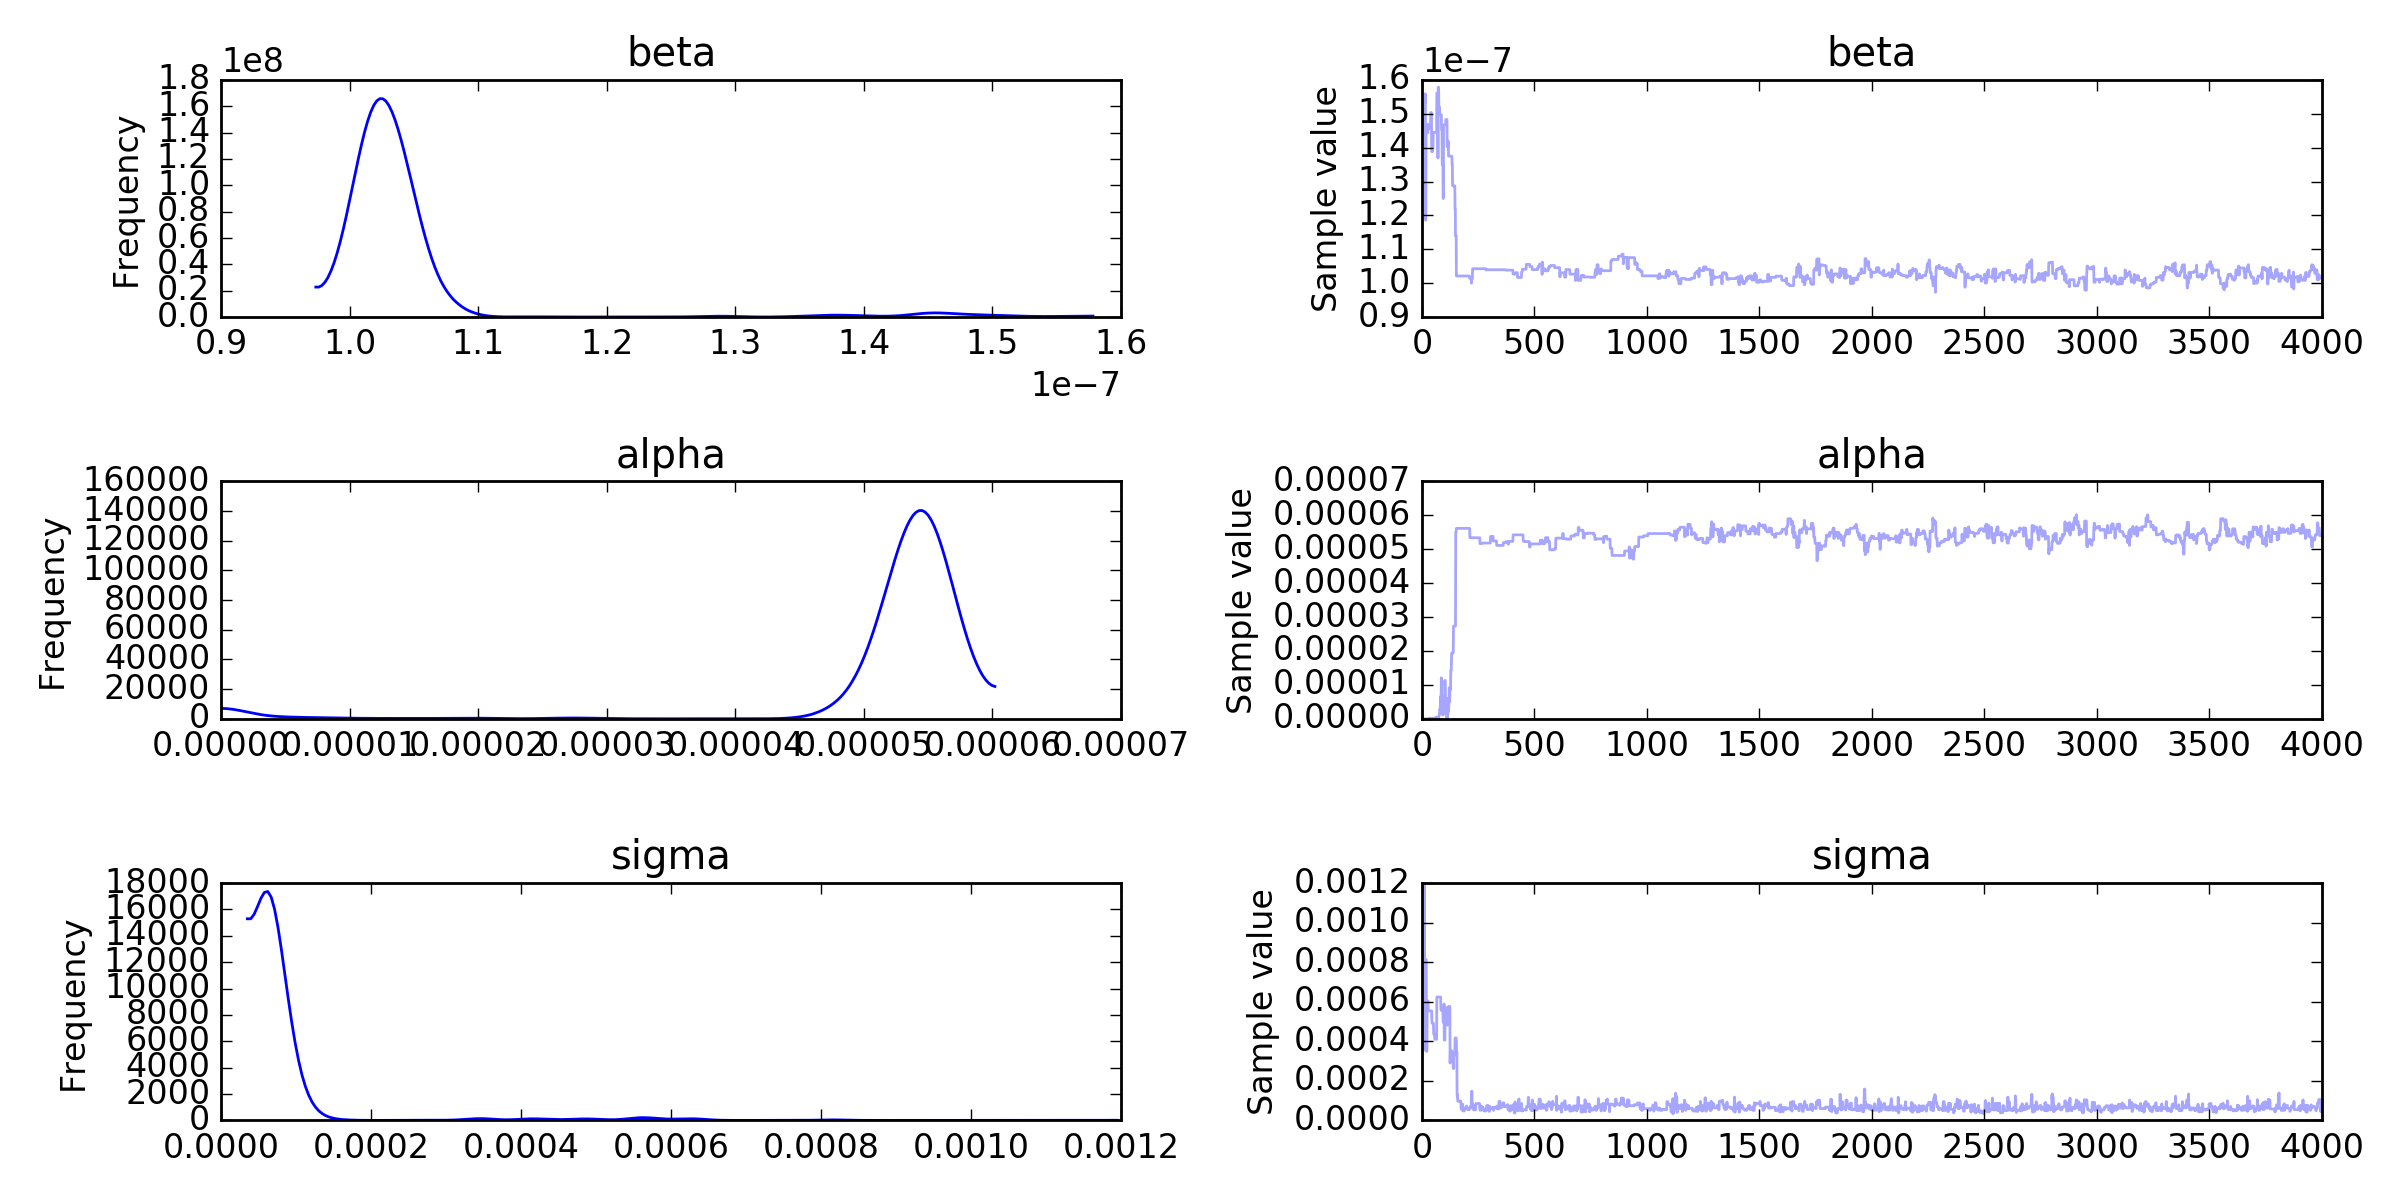 beta
1e8
1.8
1.6
1.4
1.2
1.0
0.8
0.6
0.4
0.2
0.0
Frequency
0.9 1.0 1.1 1.2 1.3 1.4 1.5 1.6
1e−7
beta
1e−7
1.6
1.5
1.4
1.3
1.2
1.1
1.0
0.9
Sample value
0 500 1000 1500 2000 2500 3000 3500 4000
alpha
160000
140000
120000
100000
80000
60000
40000
20000
0
Frequency
0.00000 0.00001 0.00002 0.00003 0.00004 0.00005 0.00006 0.00007
alpha
0.00007
0.00006
0.00005
0.00004
0.00003
0.00002
0.00001
0.00000
Sample value
0 500 1000 1500 2000 2500 3000 3500 4000
sigma
18000
16000
14000
12000
10000
8000
6000
4000
2000
0
Frequency
0.0000 0.0002 0.0004 0.0006 0.0008 0.0010 0.0012
sigma
0.0012
0.0010
0.0008
0.0006
0.0004
0.0002
0.0000
Sample value
0 500 1000 1500 2000 2500 3000 3500 4000